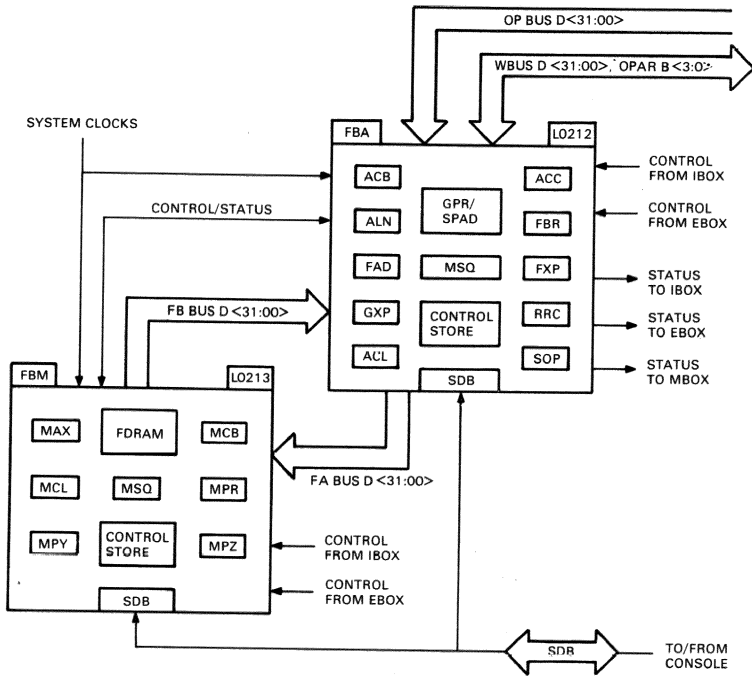 OP BUS D <31:00>
WBUS D <31:00>, OPAR B <3:0>
SYSTEM CLOCKS
FBA
L0212
ACB
ACC
CONTROL
FROM IBOX
CONTROL/STATUS
ALN
GPR/
SPAD
FBR
CONTROL
FROM EBOX
FAD
MSQ
FXP
STATUS
TO IBOX
FB BUS D <31:00>
GXP
CONTROL
STORE
RRC
STATUS
TO EBOX
ACL
SOP
STATUS
TO MBOX
SDB
FBM
L0213
MAX
FDRAM
MCB
FA BUS D <31:00>
MCL
MSQ
MPR
MPY
CONTROL
STORE
MPZ
CONTROL
FROM IBOX
SDB
CONTROL
FROM EBOX
SDB
TO/FROM
CONSOLE